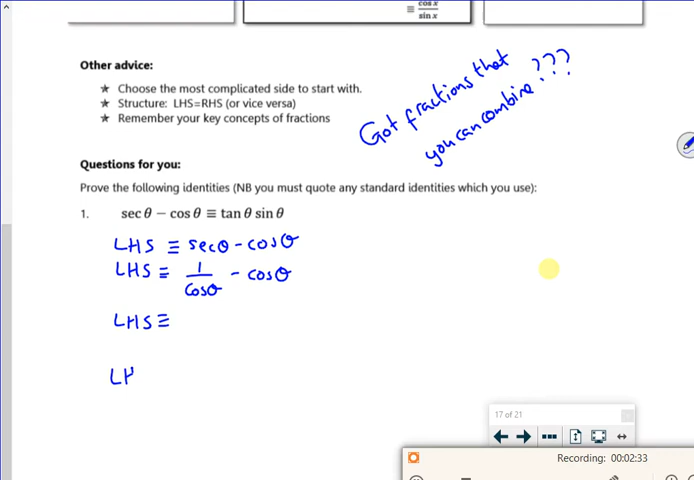 ≡ cos x
sin x
Other advice:
★ Choose the most complicated side to start with.
★ Structure: LHS=RHS (or vice versa)
★ Remember your key concepts of fractions
Got fractions that
you can combine???
Questions for you:
Prove the following identities (NB you must quote any standard identities which you use):
1. sec θ − cos θ ≡ tan θ sin θ
LHS ≡ secθ - cosθ
LHS ≡ 1/cosθ - cosθ
LHS ≡
LH
17 of 21
Recording: 00:02:33